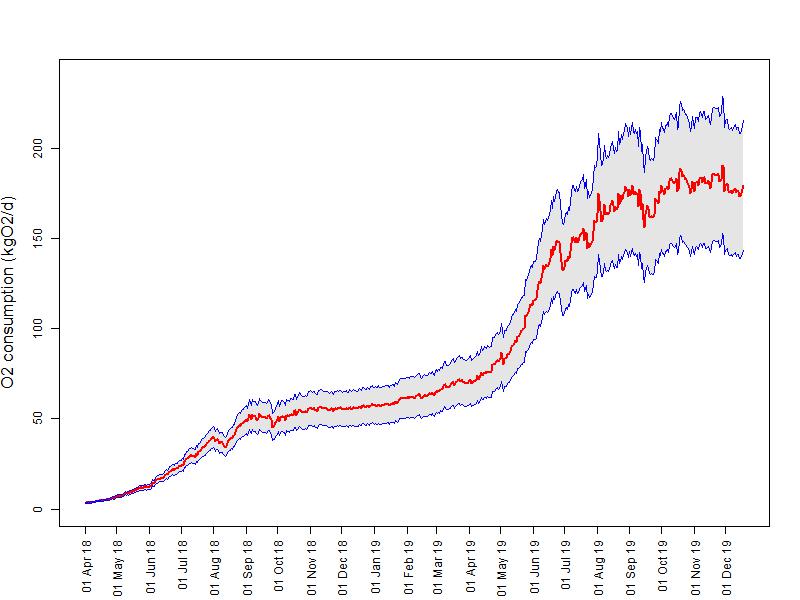 O2 consumption (kgO2/d)
200
150
100
50
0
01 Apr 18
01 May 18
01 Jun 18
01 Jul 18
01 Aug 18
01 Sep 18
01 Oct 18
01 Nov 18
01 Dec 18
01 Jan 19
01 Feb 19
01 Mar 19
01 Apr 19
01 May 19
01 Jun 19
01 Jul 19
01 Aug 19
01 Sep 19
01 Oct 19
01 Nov 19
01 Dec 19